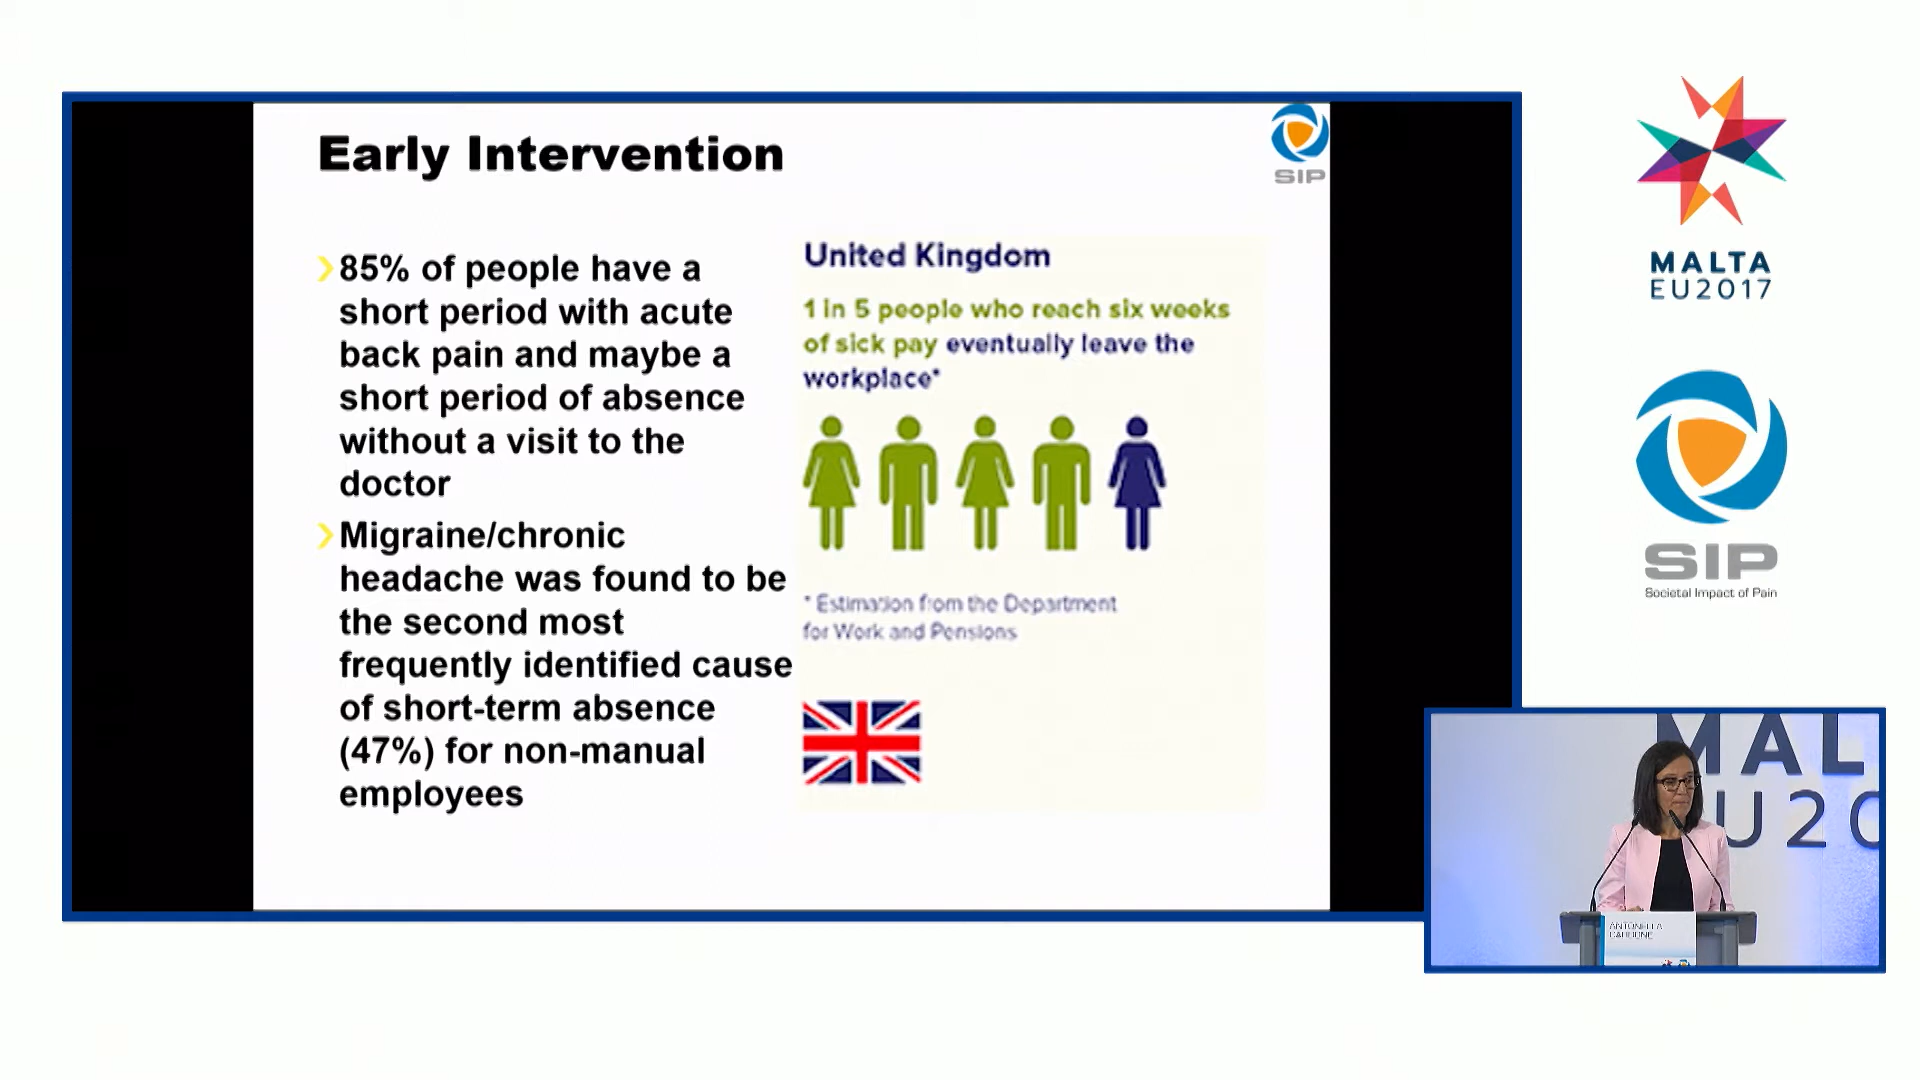 Early Intervention
SIP
85% of people have a
short period with acute
back pain and maybe a
short period of absence
without a visit to the
doctor
Migraine/chronic
headache was found to be
the second most
frequently identified cause
of short-term absence
(47%) for non-manual
employees
United Kingdom
1 in 5 people who reach six weeks
of sick pay eventually leave the
workplace*
* Estimation from the Department
for Work and Pensions
MALTA
EU2017
SIP
Societal Impact of Pain
MAL
U20
ANTONELLA
CARDONE